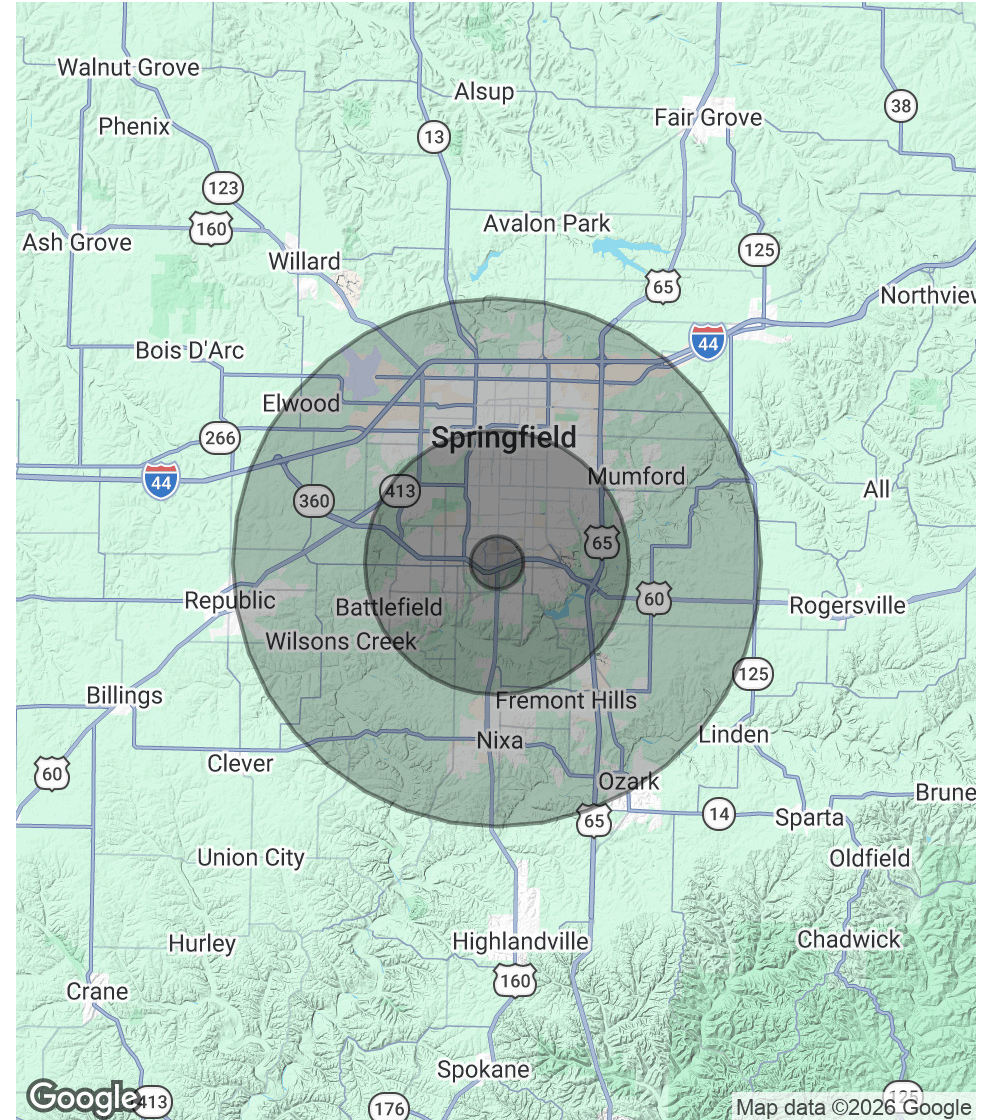 Walnut Grove
Alsup
Fair Grove
38
Phenix
13
123
160
Avalon Park
Ash Grove
125
Willard
65
Northview
44
Bois D'Arc
Elwood
266
Springfield
Mumford
44
413
All
360
65
60
Republic
Battlefield
Rogersville
Wilsons Creek
125
Billings
Fremont Hills
Linden
Nixa
60
Clever
Ozark
Brune
65
14
Sparta
Union City
Oldfield
Hurley
Highlandville
Chadwick
160
Crane
Spokane
Google
413
176
125
Map data ©2026 Google